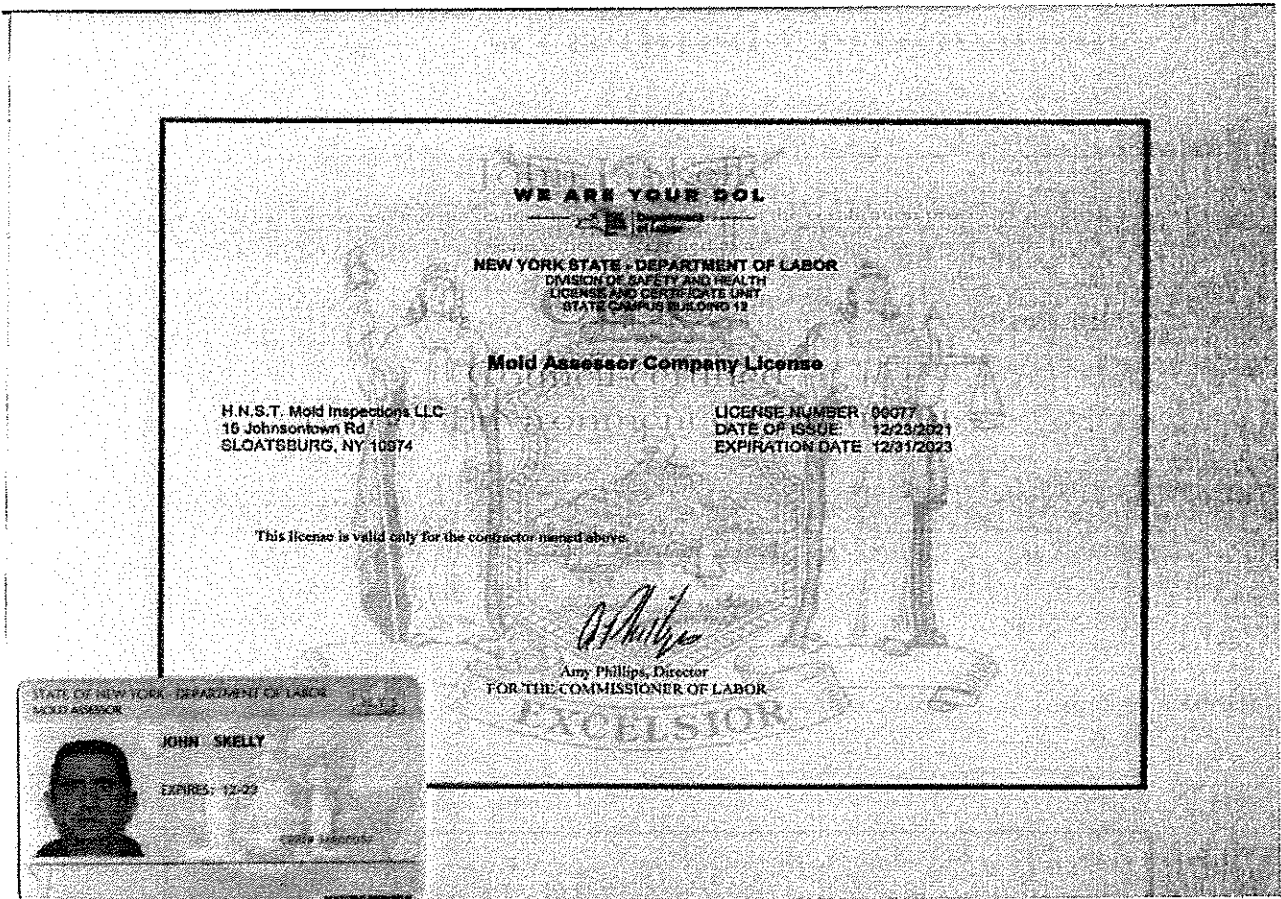 WE ARE YOUR DOL
Department
of Labor
NEW YORK STATE - DEPARTMENT OF LABOR
DIVISION OF SAFETY AND HEALTH
LICENSE AND CERTIFICATE UNIT
STATE CAMPUS BUILDING 12
Mold Assessor Company License
H.N.S.T. Mold Inspections LLC
LICENSE NUMBER 00077
DATE OF ISSUE: 12/23/2021
SLOATSBURG, NY 10974
EXPIRATION DATE 12/31/2023
Johnsontown Rd
This license is valid only for the contractor named above.
Amy Phillips, Director
FOR THE COMMISSIONER OF LABOR
EXCELSIOR
STATE OF NEW YORK - DEPARTMENT OF LABOR
MOLD ASSESSOR
JOHN SKELLY
EXPIRES: 12-23